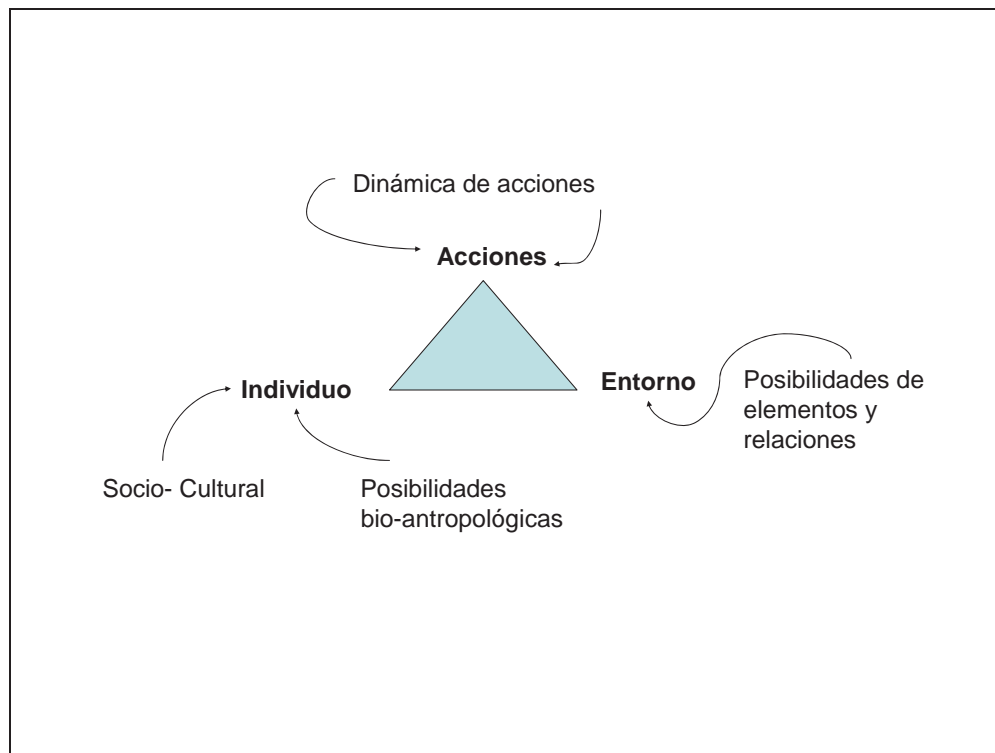 Dinámica de acciones
Acciones
Individuo
Entorno
Posibilidades de
elementos y
relaciones
Socio- Cultural
Posibilidades
bio-antropológicas